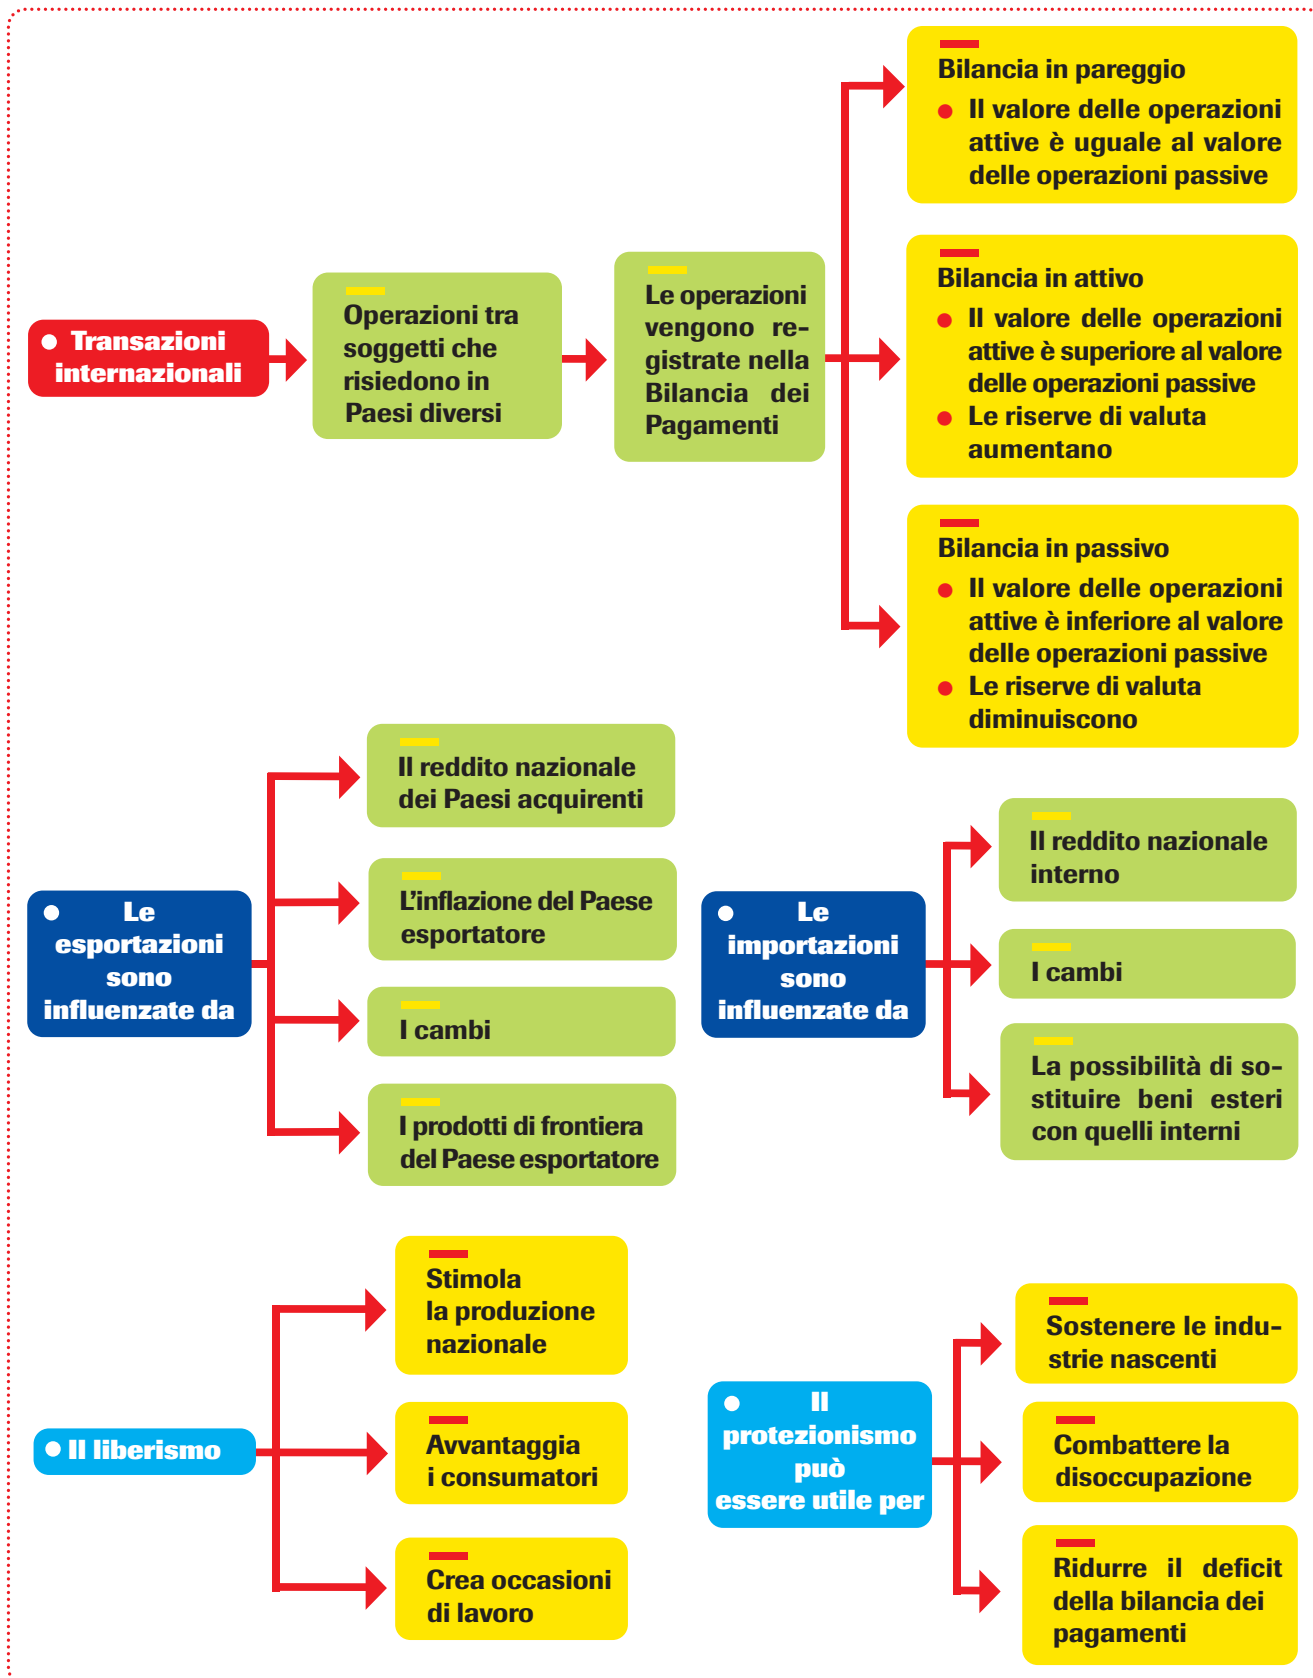 Transazioni
internazionali
Operazioni tra
soggetti che
risiedono in
Paesi diversi
Le operazioni
vengono re-
gistrate nella
Bilancia dei
Pagamenti
Bilancia in pareggio
Il valore delle operazioni
attive è uguale al valore
delle operazioni passive
Bilancia in attivo
Il valore delle operazioni
attive è superiore al valore
delle operazioni passive
Le riserve di valuta
aumentano
Bilancia in passivo
Il valore delle operazioni
attive è inferiore al valore
delle operazioni passive
Le riserve di valuta
diminuiscono
Le
esportazioni
sono
influenzate da
Il reddito nazionale
dei Paesi acquirenti
L'inflazione del Paese
esportatore
I cambi
I prodotti di frontiera
del Paese esportatore
Le
importazioni
sono
influenzate da
Il reddito nazionale
interno
I cambi
La possibilità di so-
stituire beni esteri
con quelli interni
Il liberismo
Stimola
la produzione
nazionale
Avvantaggia
i consumatori
Crea occasioni
di lavoro
Il
protezionismo
può
essere utile per
Sostenere le indu-
strie nascenti
Combattere la
disoccupazione
Ridurre il deficit
della bilancia dei
pagamenti